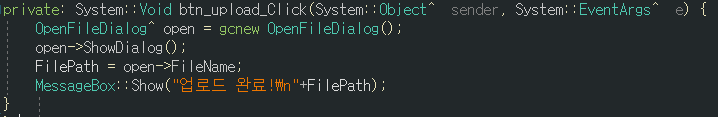 private: System::Void btn_upload_Click(System::Object^ sender, System::EventArgs^ e) {
OpenFileDialog^ open = gcnew OpenFileDialog();
open->ShowDialog();
FilePath = open->FileName;
MessageBox::Show("업로드 완료!₩n"+FilePath);
}